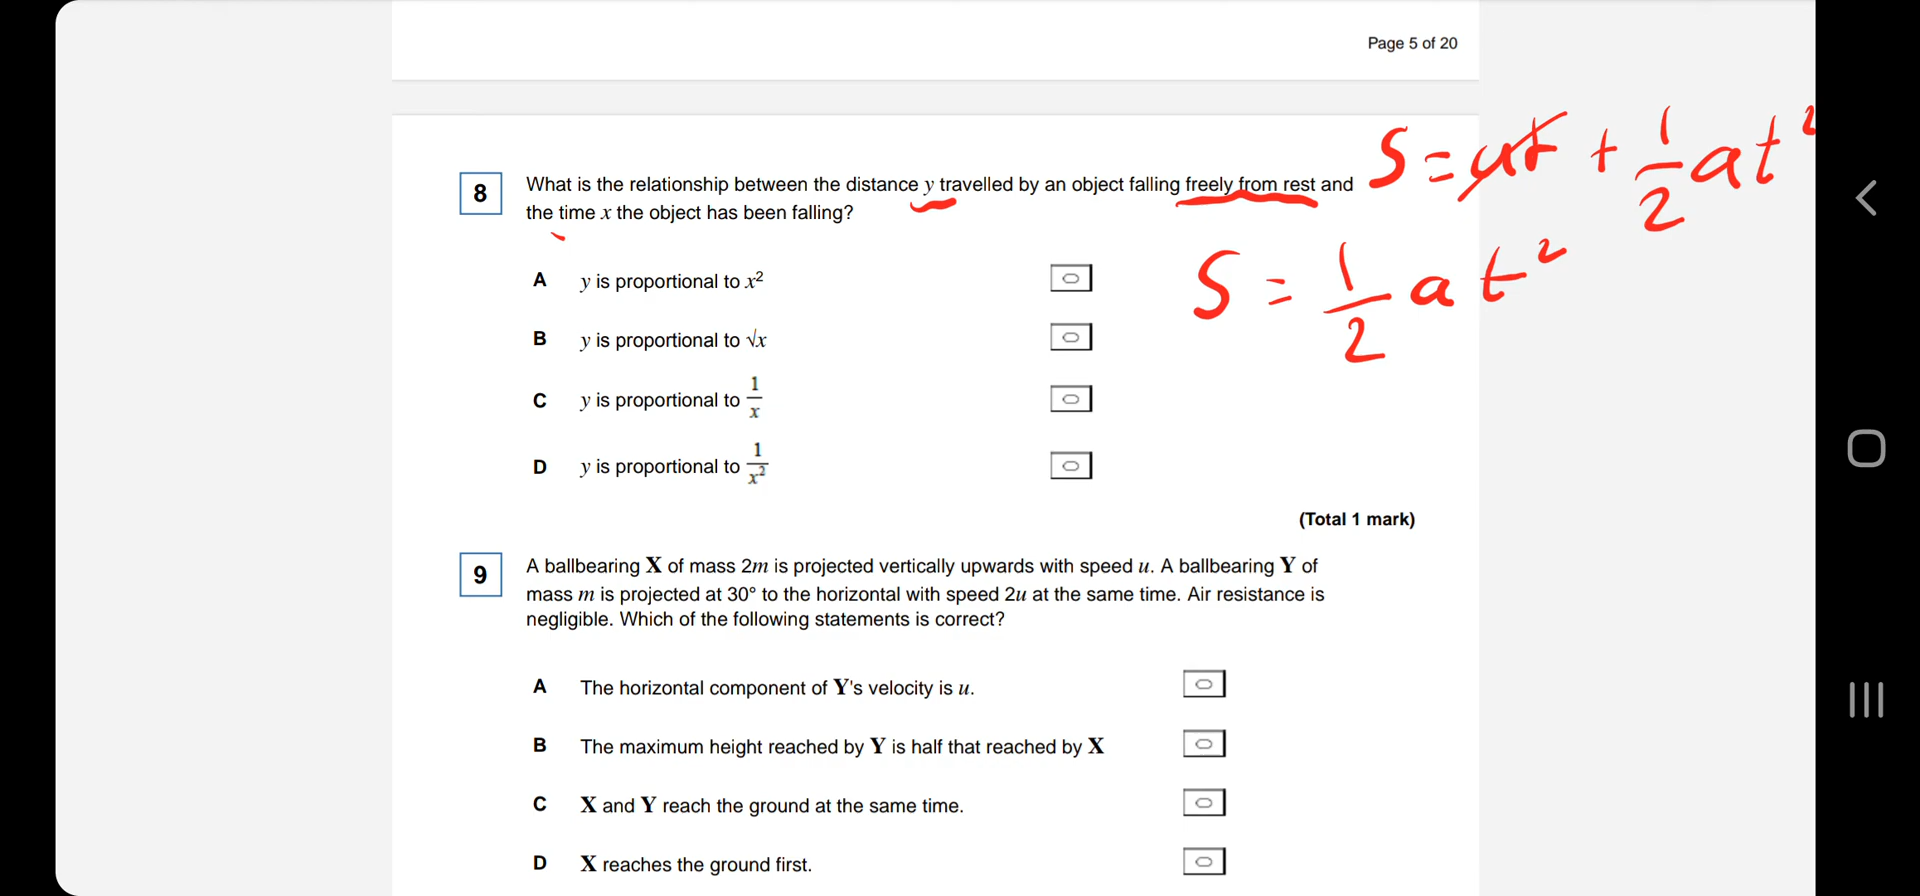 Page 5 of 20
S = ut + 1/2 at²
8 What is the relationship between the distance y travelled by an object falling freely from rest and
the time x the object has been falling?
S = 1/2 at²
A y is proportional to x²
B y is proportional to √x
C y is proportional to 1/x
D y is proportional to 1/x²
(Total 1 mark)
9 A ballbearing X of mass 2m is projected vertically upwards with speed u. A ballbearing Y of
mass m is projected at 30° to the horizontal with speed 2u at the same time. Air resistance is
negligible. Which of the following statements is correct?
A The horizontal component of Y's velocity is u.
B The maximum height reached by Y is half that reached by X
C X and Y reach the ground at the same time.
D X reaches the ground first.